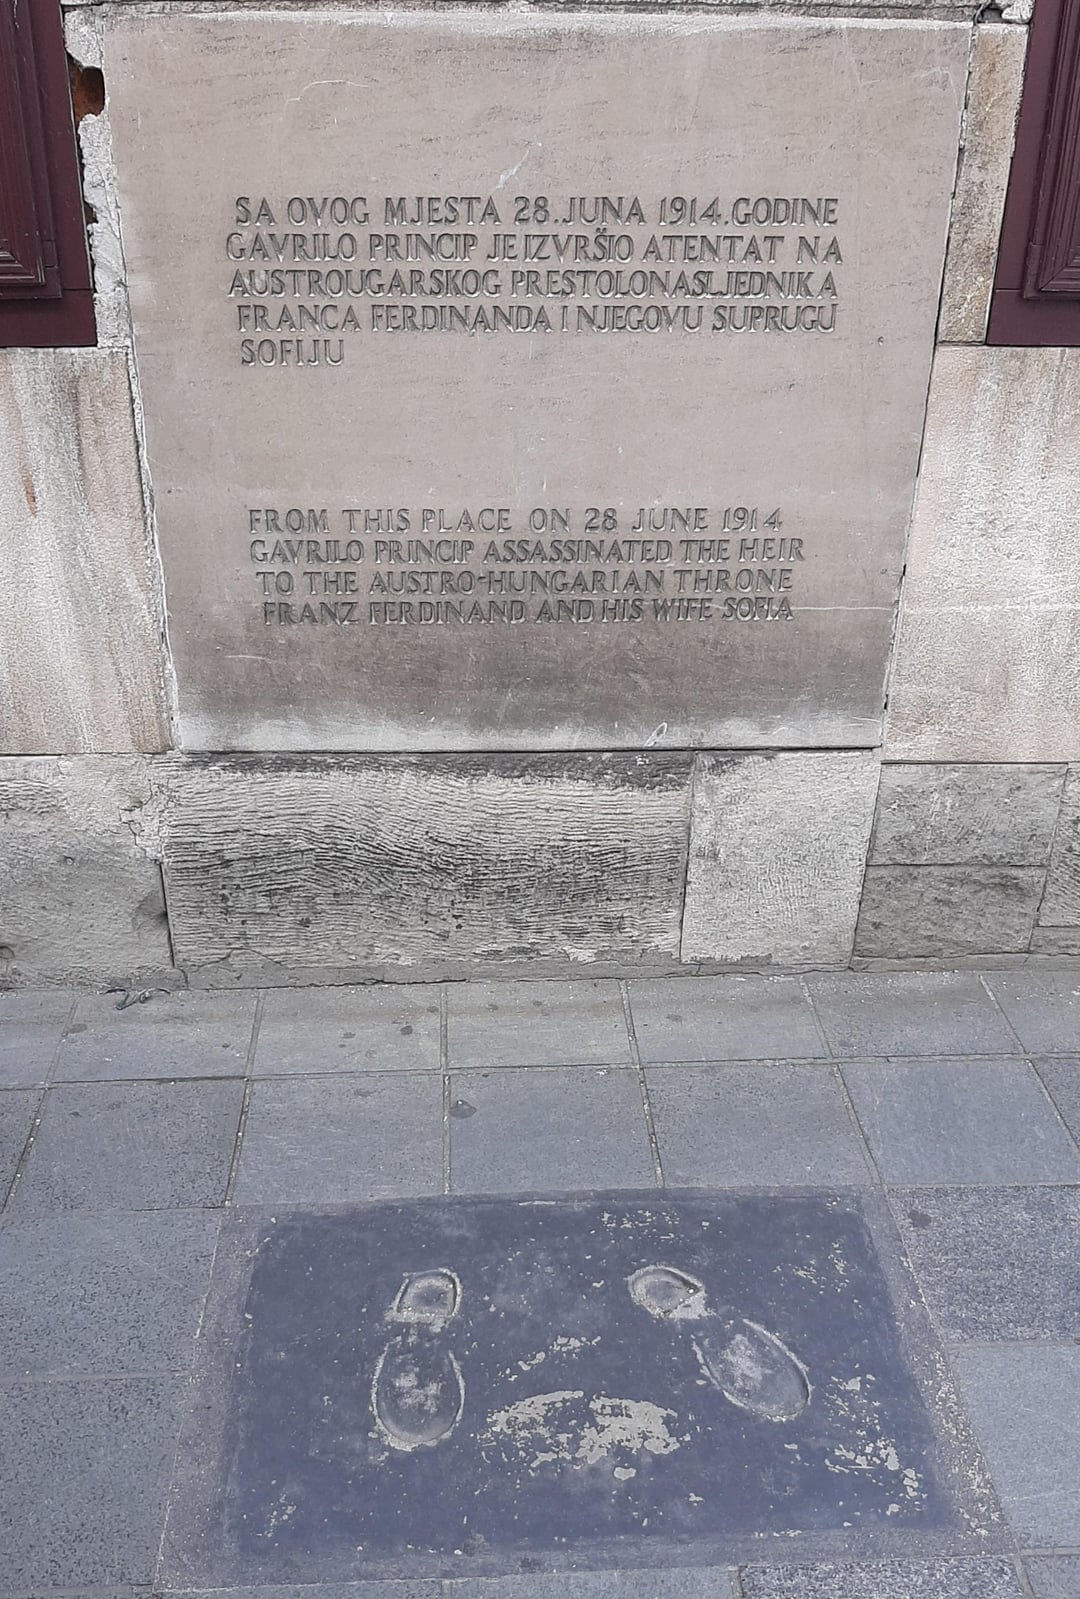 SA OVOG MJESTA 28. JUNA 1914. GODINE
GAVRILO PRINCIP JE IZVRŠIO ATENTAT NA
AUSTROUGARSKOG PRESTOLONASLJEDNIKA
FRANCA FERDINANDA I NJEGOVU SUPRUGU
SOFIJU
FROM THIS PLACE ON 28 JUNE 1914
GAVRILO PRINCIP ASSASSINATED THE HEIR
TO THE AUSTRO-HUNGARIAN THRONE
FRANZ FERDINAND AND HIS WIFE SOFIA